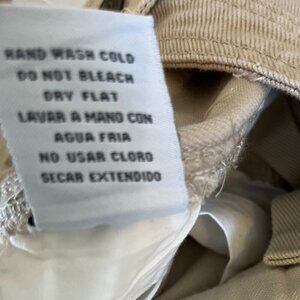 HAND WASH COLD
DO NOT BLEACH
DRY FLAT
LAVAR A MANO CON
AGUA FRIA
NO USAR CLORO
SECAR EXTENDIDO